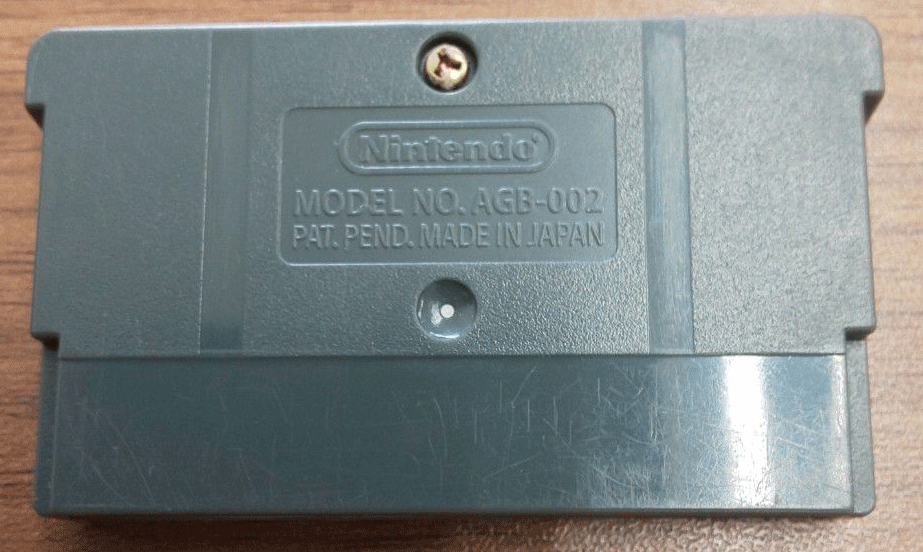 Nintendo
MODEL NO. AGB-002
PAT. PEND. MADE IN JAPAN